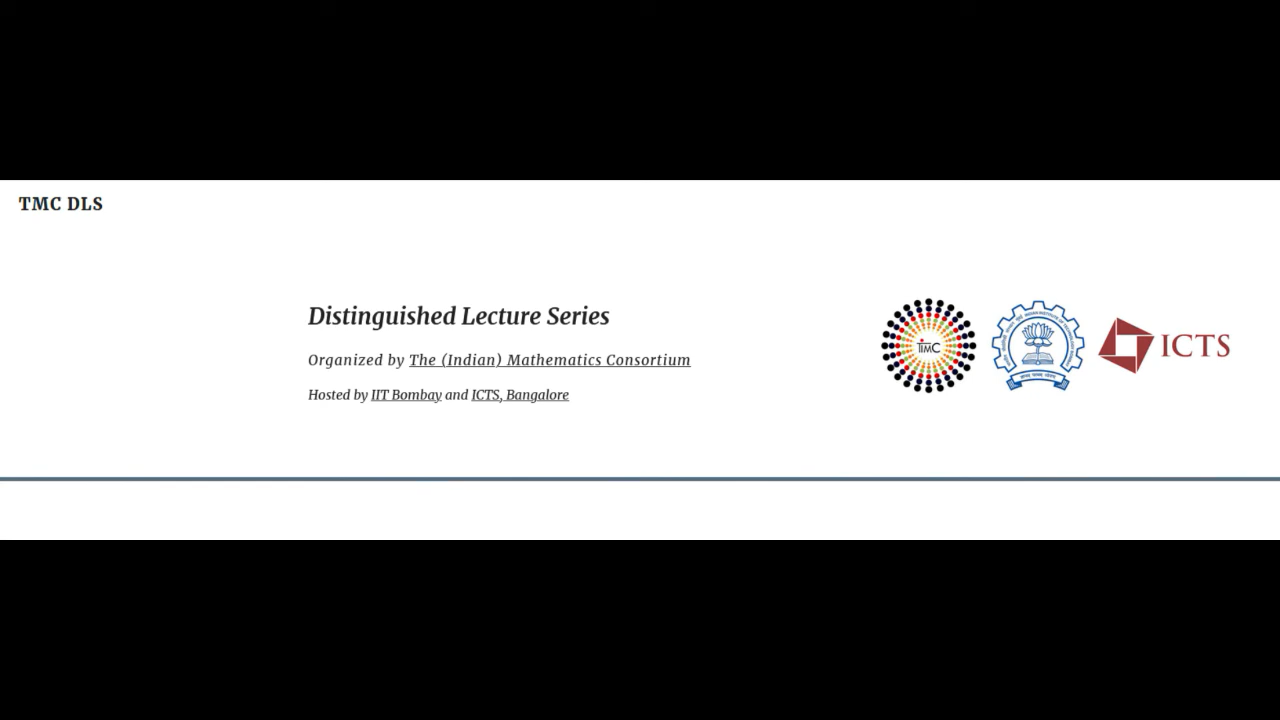 TMC DLS
Distinguished Lecture Series
Organized by The (Indian) Mathematics Consortium
Hosted by IIT Bombay and ICTS, Bangalore
TIMC
ICTS